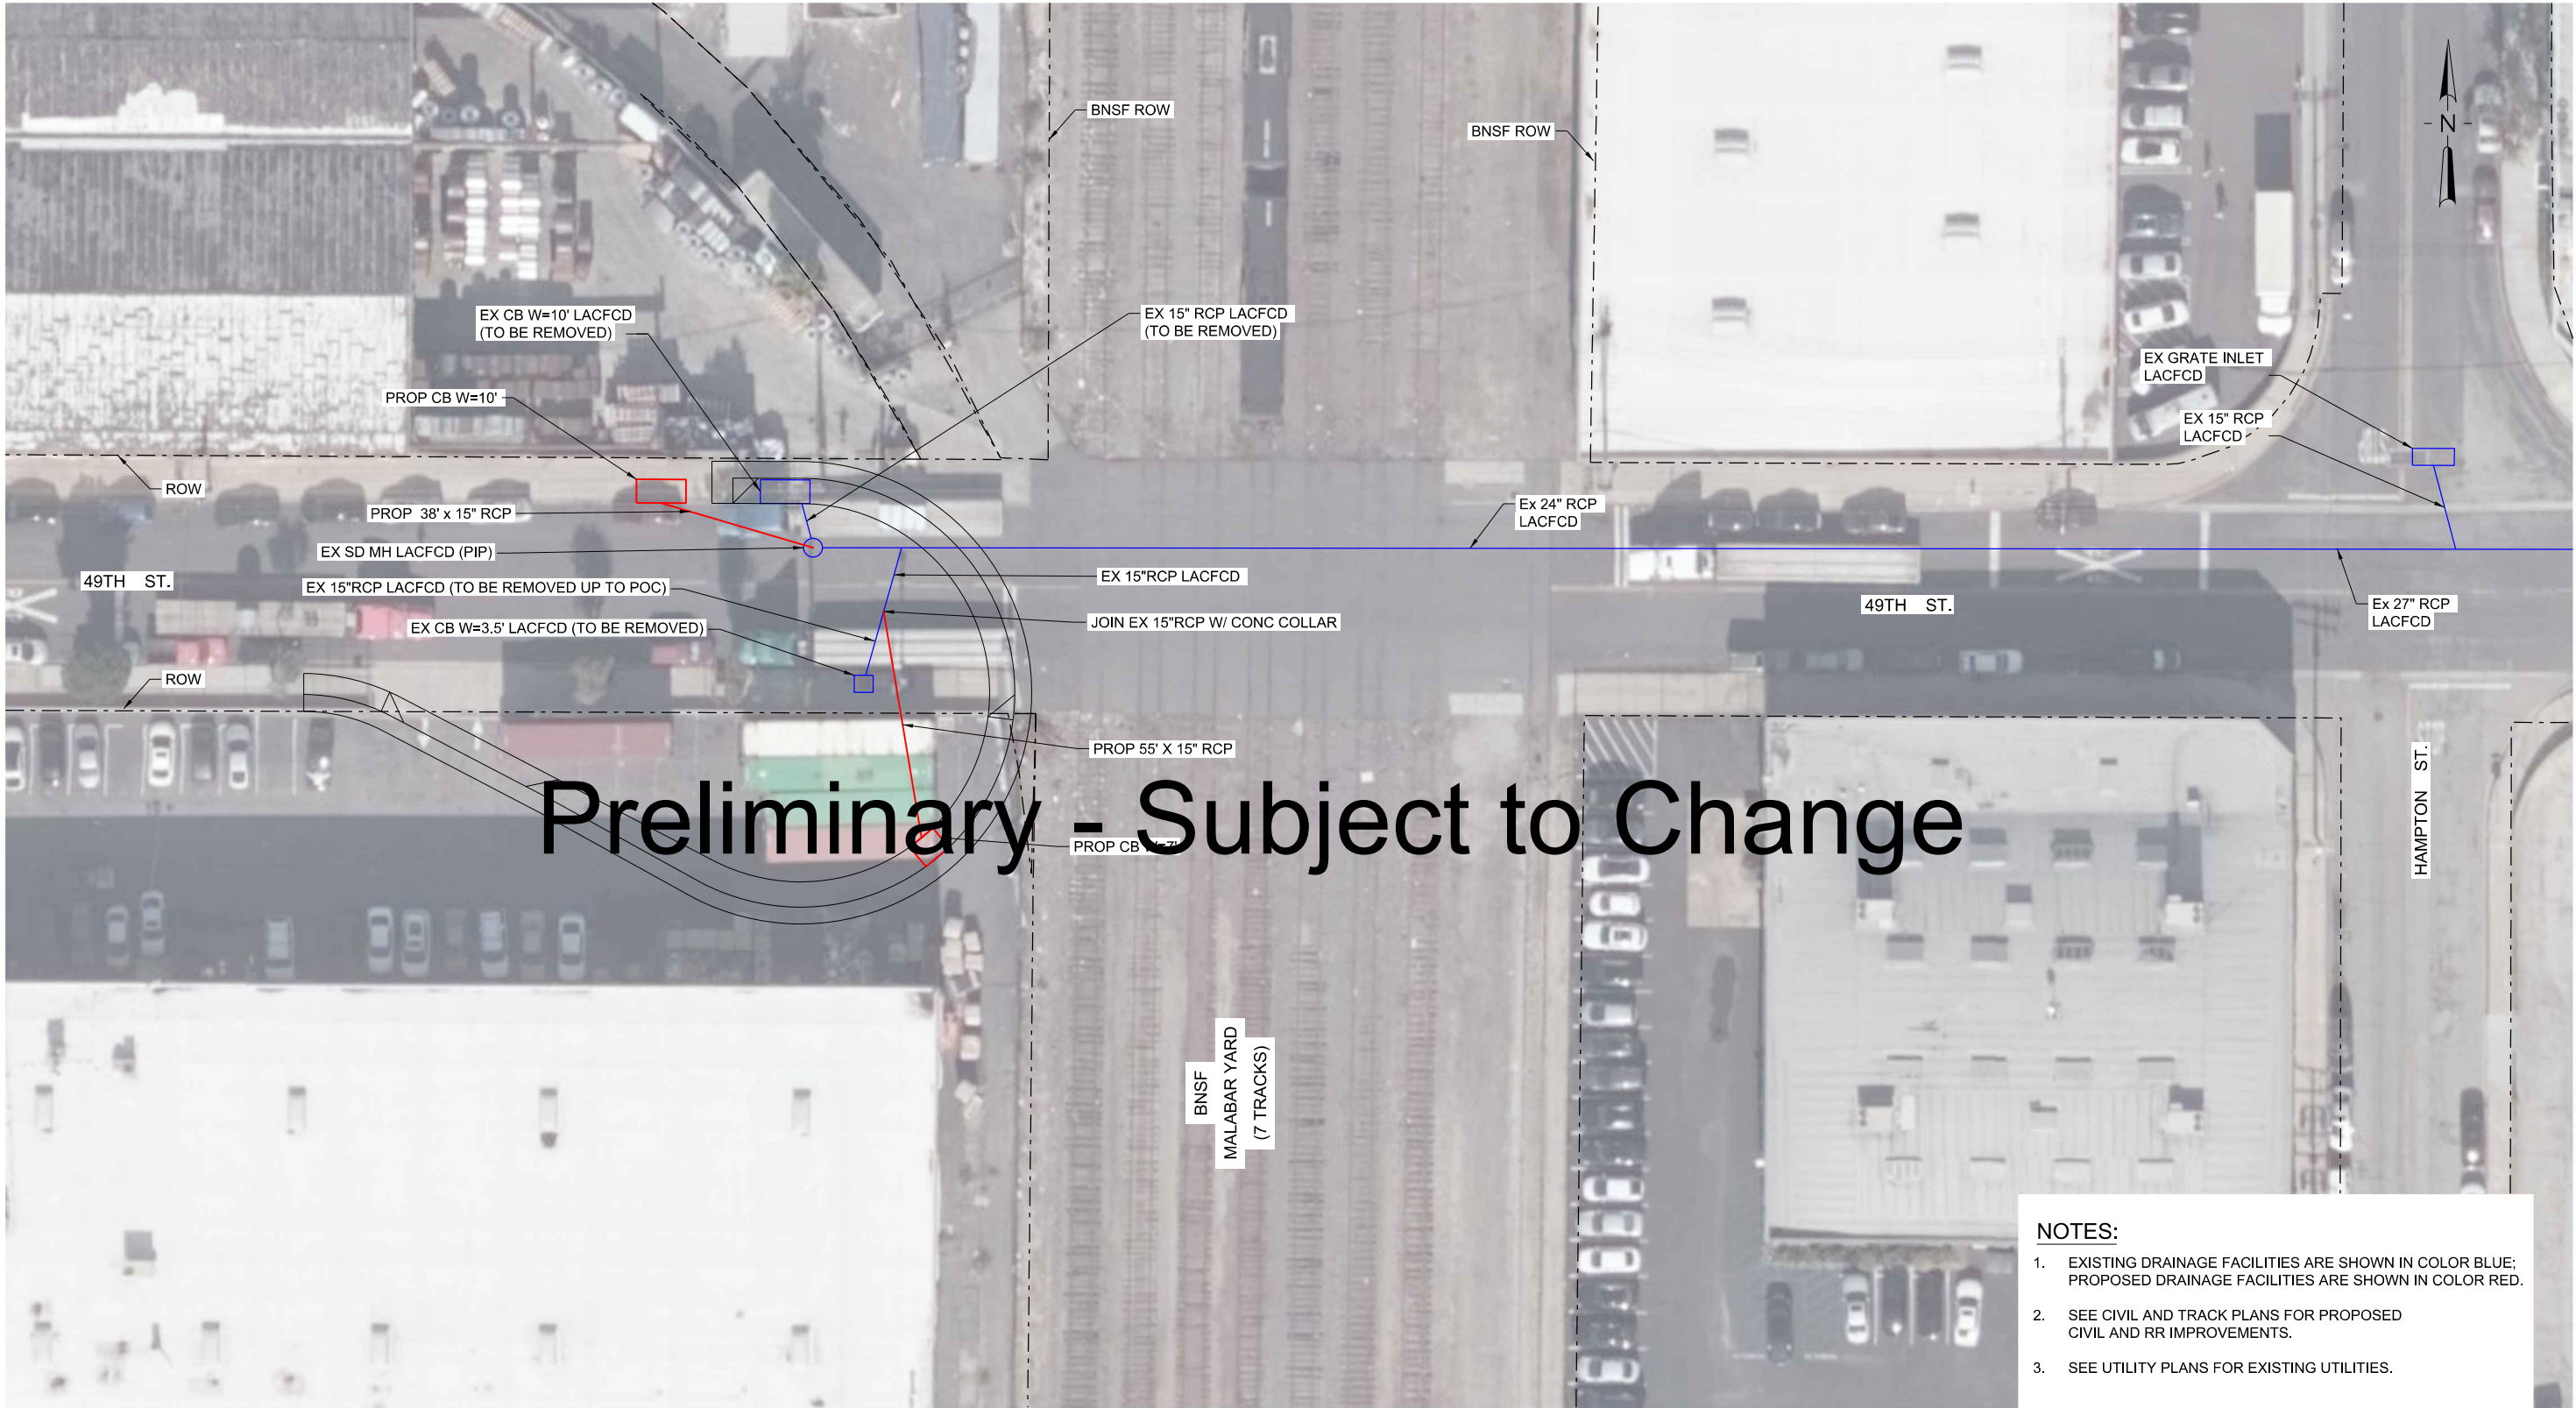 BNSF ROW
BNSF ROW
N
EX CB W=10' LACFCD
(TO BE REMOVED)
EX 15" RCP LACFCD
(TO BE REMOVED)
EX GRATE INLET
LACFCD
PROP CB W=10'
EX 15" RCP
LACFCD
ROW
PROP 38' x 15" RCP
Ex 24" RCP
LACFCD
EX SD MH LACFCD (PIP)
49TH ST.
EX 15"RCP LACFCD
EX 15"RCP LACFCD (TO BE REMOVED UP TO POC)
49TH ST.
Ex 27" RCP
LACFCD
EX CB W=3.5' LACFCD (TO BE REMOVED)
JOIN EX 15"RCP W/ CONC COLLAR
ROW
PROP 55' X 15" RCP
HAMPTON ST.
Preliminary - Subject to Change
PROP CB W=7'
BNSF
MALABAR YARD
(7 TRACKS)
NOTES:
1. EXISTING DRAINAGE FACILITIES ARE SHOWN IN COLOR BLUE;
PROPOSED DRAINAGE FACILITIES ARE SHOWN IN COLOR RED.
2. SEE CIVIL AND TRACK PLANS FOR PROPOSED
CIVIL AND RR IMPROVEMENTS.
3. SEE UTILITY PLANS FOR EXISTING UTILITIES.